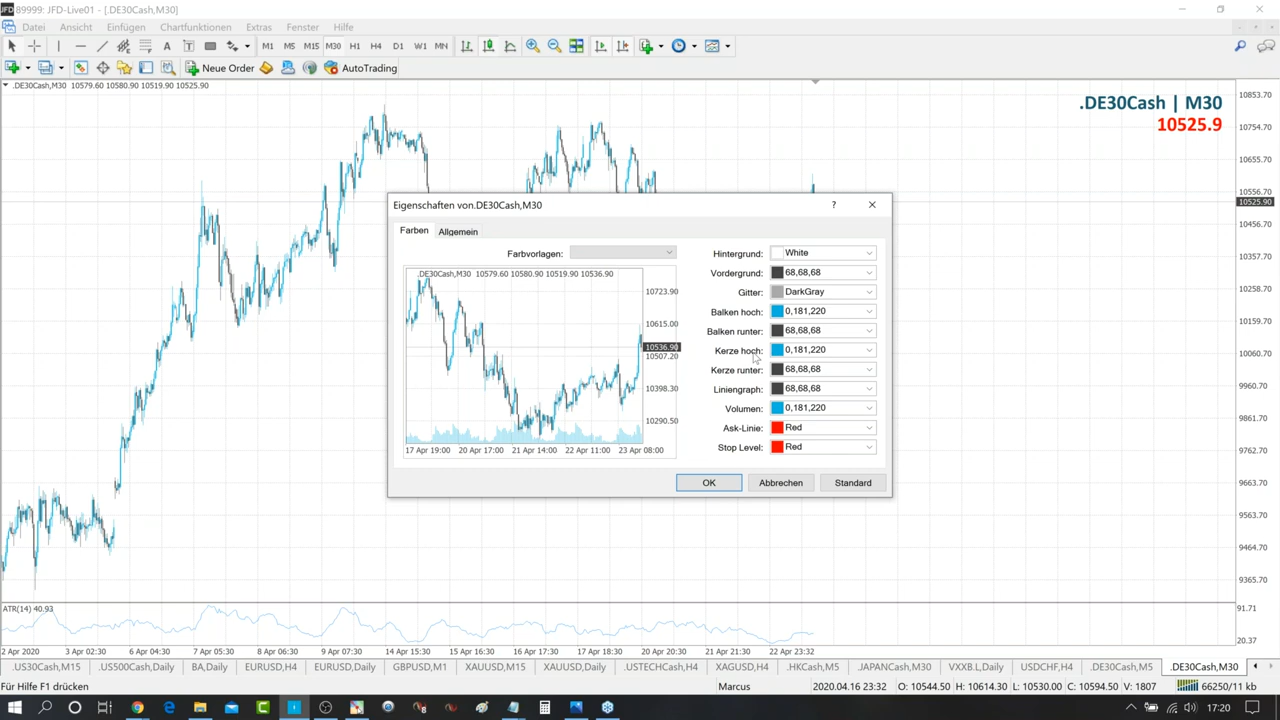 JFD 89999: JFD-Live01 - [.DE30Cash,M30]
Datei Ansicht Einfügen Chartfunktionen Extras Fenster Hilfe
A T M1 M5 M15 M30 H1 H4 D1 W1 MN
New Order AutoTrading
.DE30Cash,M30 10579.60 10580.90 10519.90 10525.90
10853.70
.DE30Cash | M30
10525.9
10754.70
10655.70
10556.70
10525.90
10456.70
10357.70
10258.70
10159.70
10060.70
9960.70
9861.70
9762.70
9663.70
9563.70
9464.70
9365.70
Eigenschaften von.DE30Cash,M30 ?
Farben Allgemein
Farbvorlagen:
.DE30Cash,M30 10579.60 10580.90 10519.90 10536.90
10723.90
10615.00
10536.90
10507.20
10398.30
10290.50
17 Apr 19:00 20 Apr 17:00 21 Apr 14:00 22 Apr 11:00 23 Apr 08:00
Hintergrund: White
Vordergrund: 68,68,68
Gitter: DarkGray
Balken hoch: 0,181,220
Balken runter: 68,68,68
Kerze hoch: 0,181,220
Kerze runter: 68,68,68
Liniengraph: 68,68,68
Volumen: 0,181,220
Ask-Linie: Red
Stop Level: Red
OK Abbrechen Standard
ATR(14) 40.93
91.71
20.37
2 Apr 2020 3 Apr 02:30 6 Apr 04:30 7 Apr 05:30 8 Apr 06:30 9 Apr 07:30 14 Apr 15:30 15 Apr 16:30 16 Apr 17:30 17 Apr 18:30 20 Apr 20:30 21 Apr 21:30 22 Apr 23:32
.US30Cash,M15 .US500Cash,Daily BA,Daily EURUSD,H4 EURUSD,Daily GBPUSD,M1 XAUUSD,M15 XAUUSD,Daily .USTECHCash,H4 XAGUSD,H4 .HKCash,M5 .JAPANCash,M30 VXXB.L,Daily USDCHF,H4 .DE30Cash,M5 .DE30Cash,M30
Für Hilfe F1 drücken Marcus 2020.04.16 23:32 O: 10544.50 H: 10614.30 L: 10530.00 C: 10594.50 V: 1807 66250/11 kb
17:20